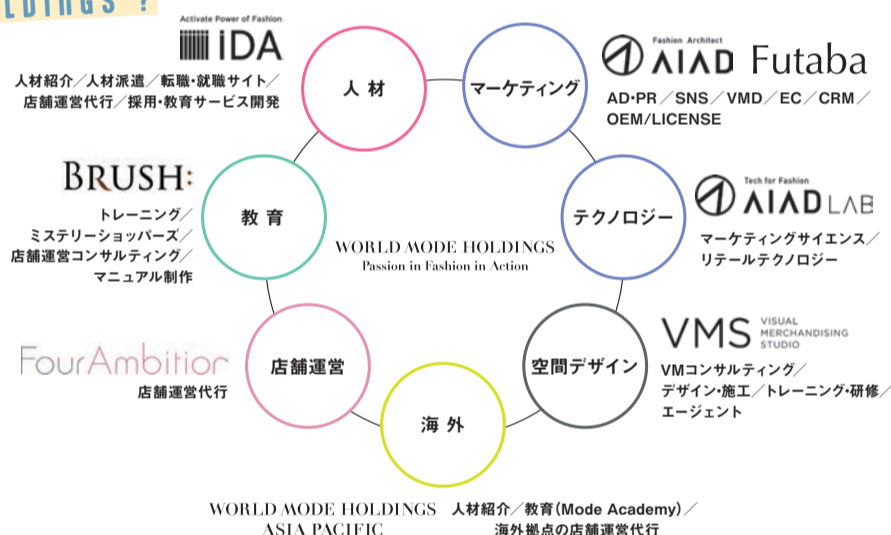 LDINGS ?
Activate Power of Fashion
iDA
人材紹介／人材派遣／転職・就職サイト／
店舗運営代行／採用・教育サービス開発
人材
マーケティング
Fashion Architect
AIAD Futaba
AD・PR／SNS／VMD／EC／CRM／
OEM/LICENSE
BRUSH:
トレーニング／
ミステリーショッパーズ／
店舗運営コンサルティング／
マニュアル制作
教育
WORLD MODE HOLDINGS
Passion in Fashion in Action
テクノロジー
Tech for Fashion
AIAD LAB
マーケティングサイエンス／
リテールテクノロジー
FourAmbition
店舗運営代行
店舗運営
空間デザイン
VMS VISUAL
MERCHANDISING
STUDIO
VMコンサルティング／
デザイン・施工／トレーニング・研修／
エージェント
海外
WORLD MODE HOLDINGS
ASIA PACIFIC
人材紹介／教育（Mode Academy）／
海外拠点の店舗運営代行